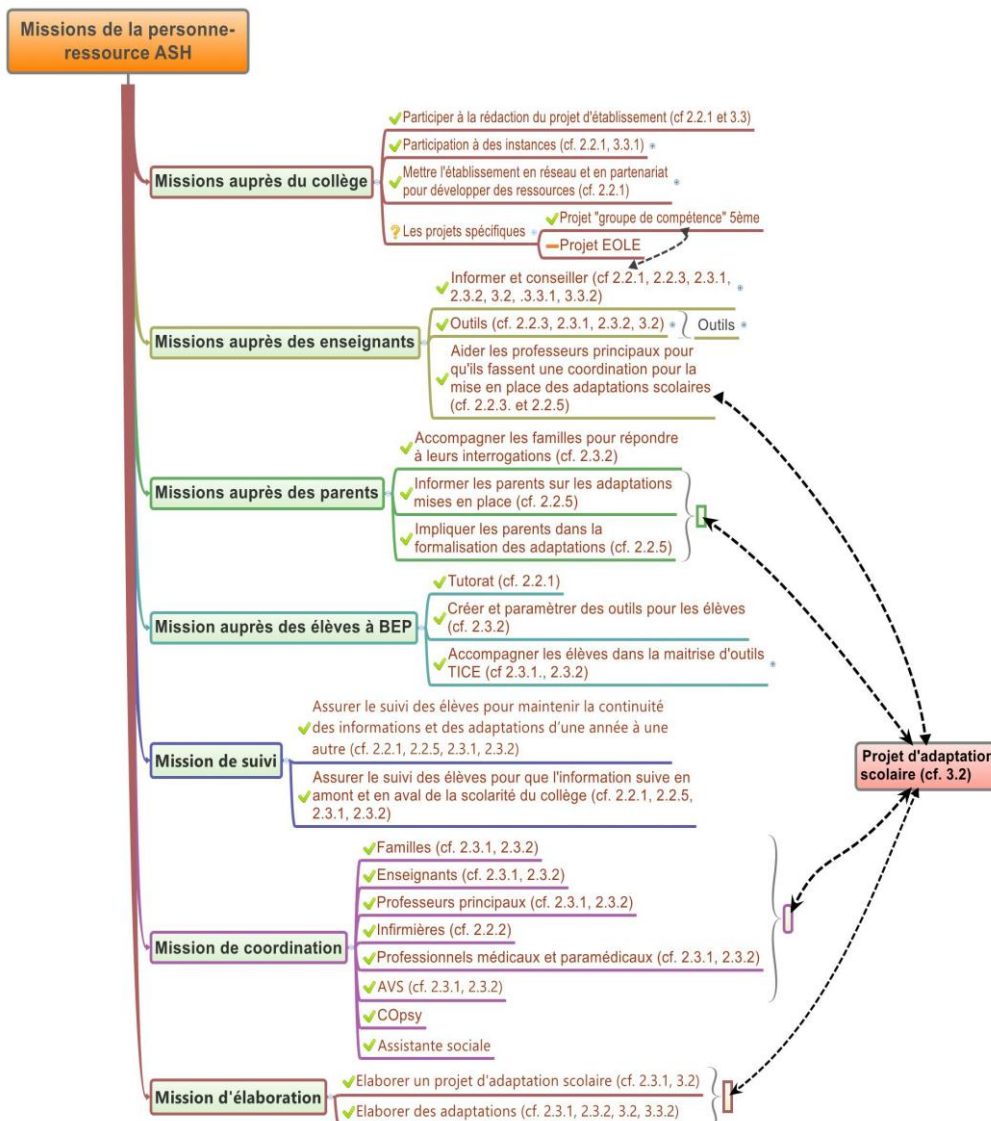 Missions de la personne-
ressource ASH
Missions auprès du collège
Participer à la rédaction du projet d'établissement (cf 2.2.1 et 3.3)
Participation à des instances (cf. 2.2.1, 3.3.1)
Mettre l'établissement en réseau et en partenariat
pour développer des ressources (cf. 2.2.1)
Les projets spécifiques
Projet "groupe de compétence" 5ème
Projet EOLE
Missions auprès des enseignants
Informer et conseiller (cf 2.2.1, 2.2.3, 2.3.1,
2.3.2, 3.2, .3.3.1, 3.3.2)
Outils (cf. 2.2.3, 2.3.1, 2.3.2, 3.2)
Outils
Aider les professeurs principaux pour
qu'ils fassent une coordination pour la
mise en place des adaptations scolaires
(cf. 2.2.3. et 2.2.5)
Missions auprès des parents
Accompagner les familles pour répondre
à leurs interrogations (cf. 2.3.2)
Informer les parents sur les adaptations
mises en place (cf. 2.2.5)
Impliquer les parents dans la
formalisation des adaptations (cf. 2.2.5)
Mission auprès des élèves à BEP
Tutorat (cf. 2.2.1)
Créer et paramètrer des outils pour les élèves
(cf. 2.3.2)
Accompagner les élèves dans la maitrise d'outils
TICE (cf 2.3.1., 2.3.2)
Mission de suivi
Assurer le suivi des élèves pour maintenir la continuité
des informations et des adaptations d'une année à une
autre (cf. 2.2.1, 2.2.5, 2.3.1, 2.3.2)
Assurer le suivi des élèves pour que l'information suive en
amont et en aval de la scolarité du collège (cf. 2.2.1, 2.2.5,
2.3.1, 2.3.2)
Projet d'adaptation
scolaire (cf. 3.2)
Mission de coordination
Familles (cf. 2.3.1, 2.3.2)
Enseignants (cf. 2.3.1, 2.3.2)
Professeurs principaux (cf. 2.3.1, 2.3.2)
Infirmières (cf. 2.2.2)
Professionnels médicaux et paramédicaux (cf. 2.3.1, 2.3.2)
AVS (cf. 2.3.1, 2.3.2)
COpsy
Assistante sociale
Mission d'élaboration
Elaborer un projet d'adaptation scolaire (cf. 2.3.1, 3.2)
Elaborer des adaptations (cf. 2.3.1, 2.3.2, 3.2, 3.3.2)